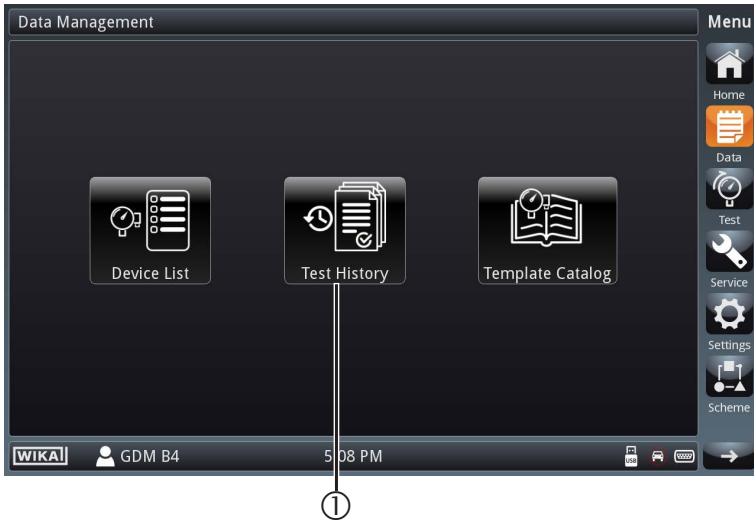 Data Management
Menu
Home
Data
Test
Service
Settings
Scheme
Device List
Test History
Template Catalog
WIKA
GDM B4
5:08 PM
USB
①